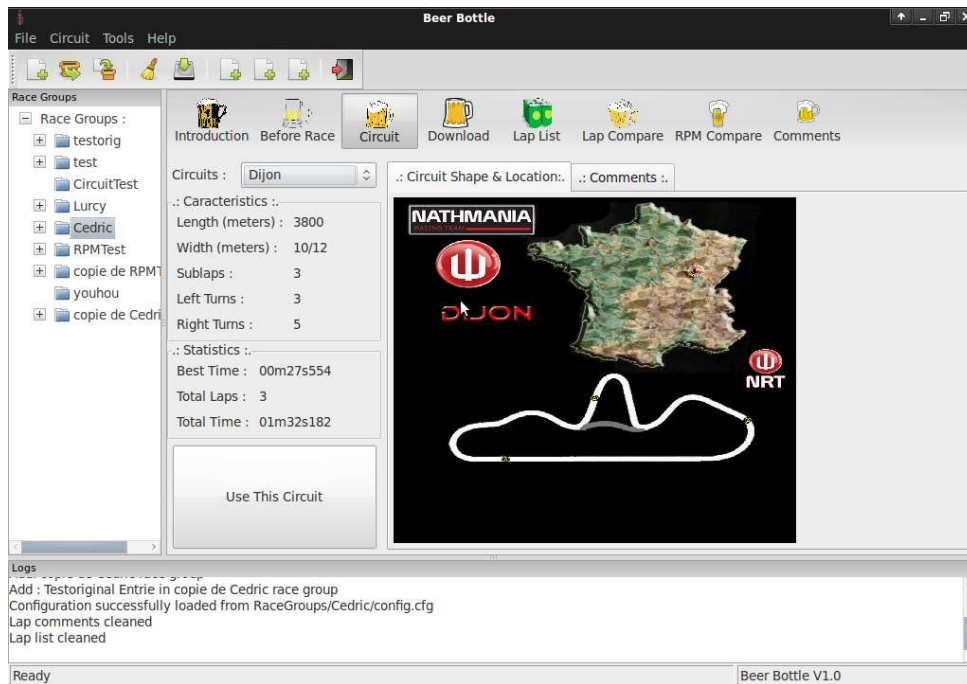 Beer Bottle
File Circuit Tools Help
Race Groups
Race Groups :
testorig
test
CircuitTest
Lurcy
Cedric
RPMTest
copie de RPMT
youhou
copie de Cedri
Introduction Before Race Circuit Download Lap List Lap Compare RPM Compare Comments
Circuits : Dijon
.: Caracteristics :.
Length (meters) : 3800
Width (meters) : 10/12
Sublaps : 3
Left Turns : 3
Right Turns : 5
.: Statistics :.
Best Time : 00m27s554
Total Laps : 3
Total Time : 01m32s182
Use This Circuit
.: Circuit Shape & Location:. .: Comments :.
NATHMANIA
RACING TEAM
DIJON
NRT
Logs
Add : Testoriginal Entrie in copie de Cedric race group
Configuration successfully loaded from RaceGroups/Cedric/config.cfg
Lap comments cleaned
Lap list cleaned
Ready Beer Bottle V1.0